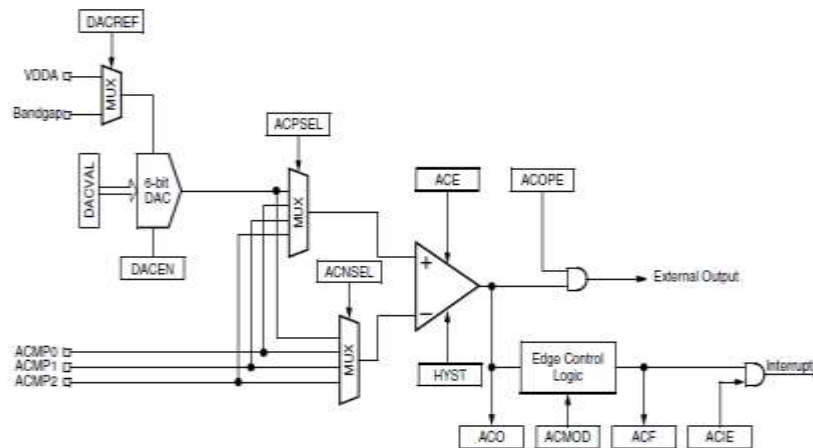 DACREF
VDDA
Bandgap
MUX
ACPSEL
DACVAL
6-bit
DAC
MUX
ACE
ACOPE
DACEN
ACNSEL
+
External Output
−
MUX
ACMP0
ACMP1
ACMP2
HYST
Edge Control
Logic
Interrupt
ACO
ACMOD
ACF
ACIE